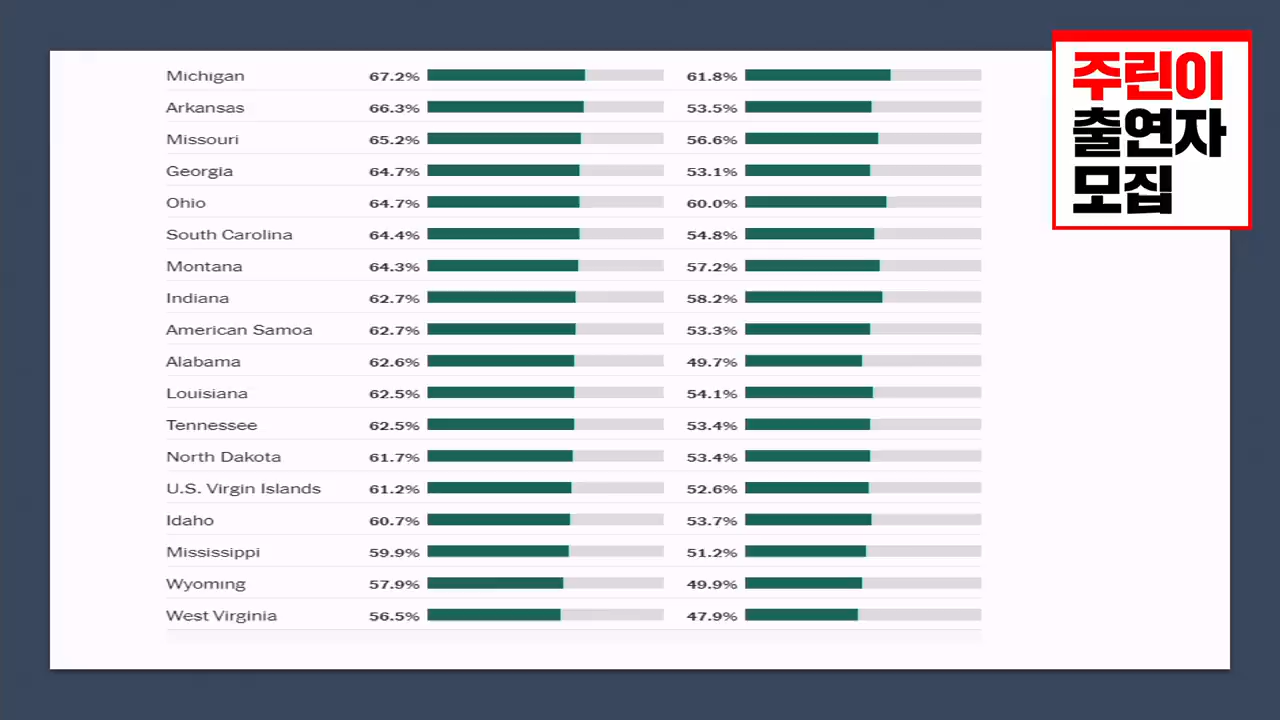 Michigan 67.2% 61.8%
Arkansas 66.3% 53.5%
Missouri 65.2% 56.6%
Georgia 64.7% 53.1%
Ohio 64.7% 60.0%
South Carolina 64.4% 54.8%
Montana 64.3% 57.2%
Indiana 62.7% 58.2%
American Samoa 62.7% 53.3%
Alabama 62.6% 49.7%
Louisiana 62.5% 54.1%
Tennessee 62.5% 53.4%
North Dakota 61.7% 53.4%
U.S. Virgin Islands 61.2% 52.6%
Idaho 60.7% 53.7%
Mississippi 59.9% 51.2%
Wyoming 57.9% 49.9%
West Virginia 56.5% 47.9%
주린이
출연자
모집